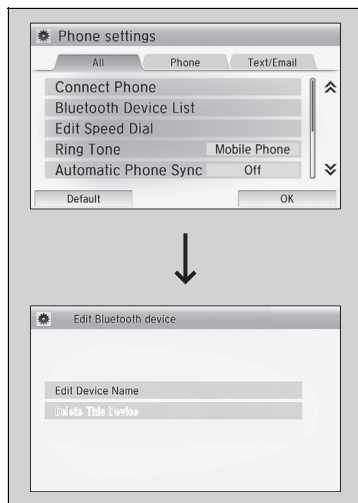 Phone settings
All Phone Text/Email
Connect Phone
Bluetooth Device List
Edit Speed Dial
Ring Tone Mobile Phone
Automatic Phone Sync Off
Default OK
Edit Bluetooth device
Edit Device Name
Delete This Device